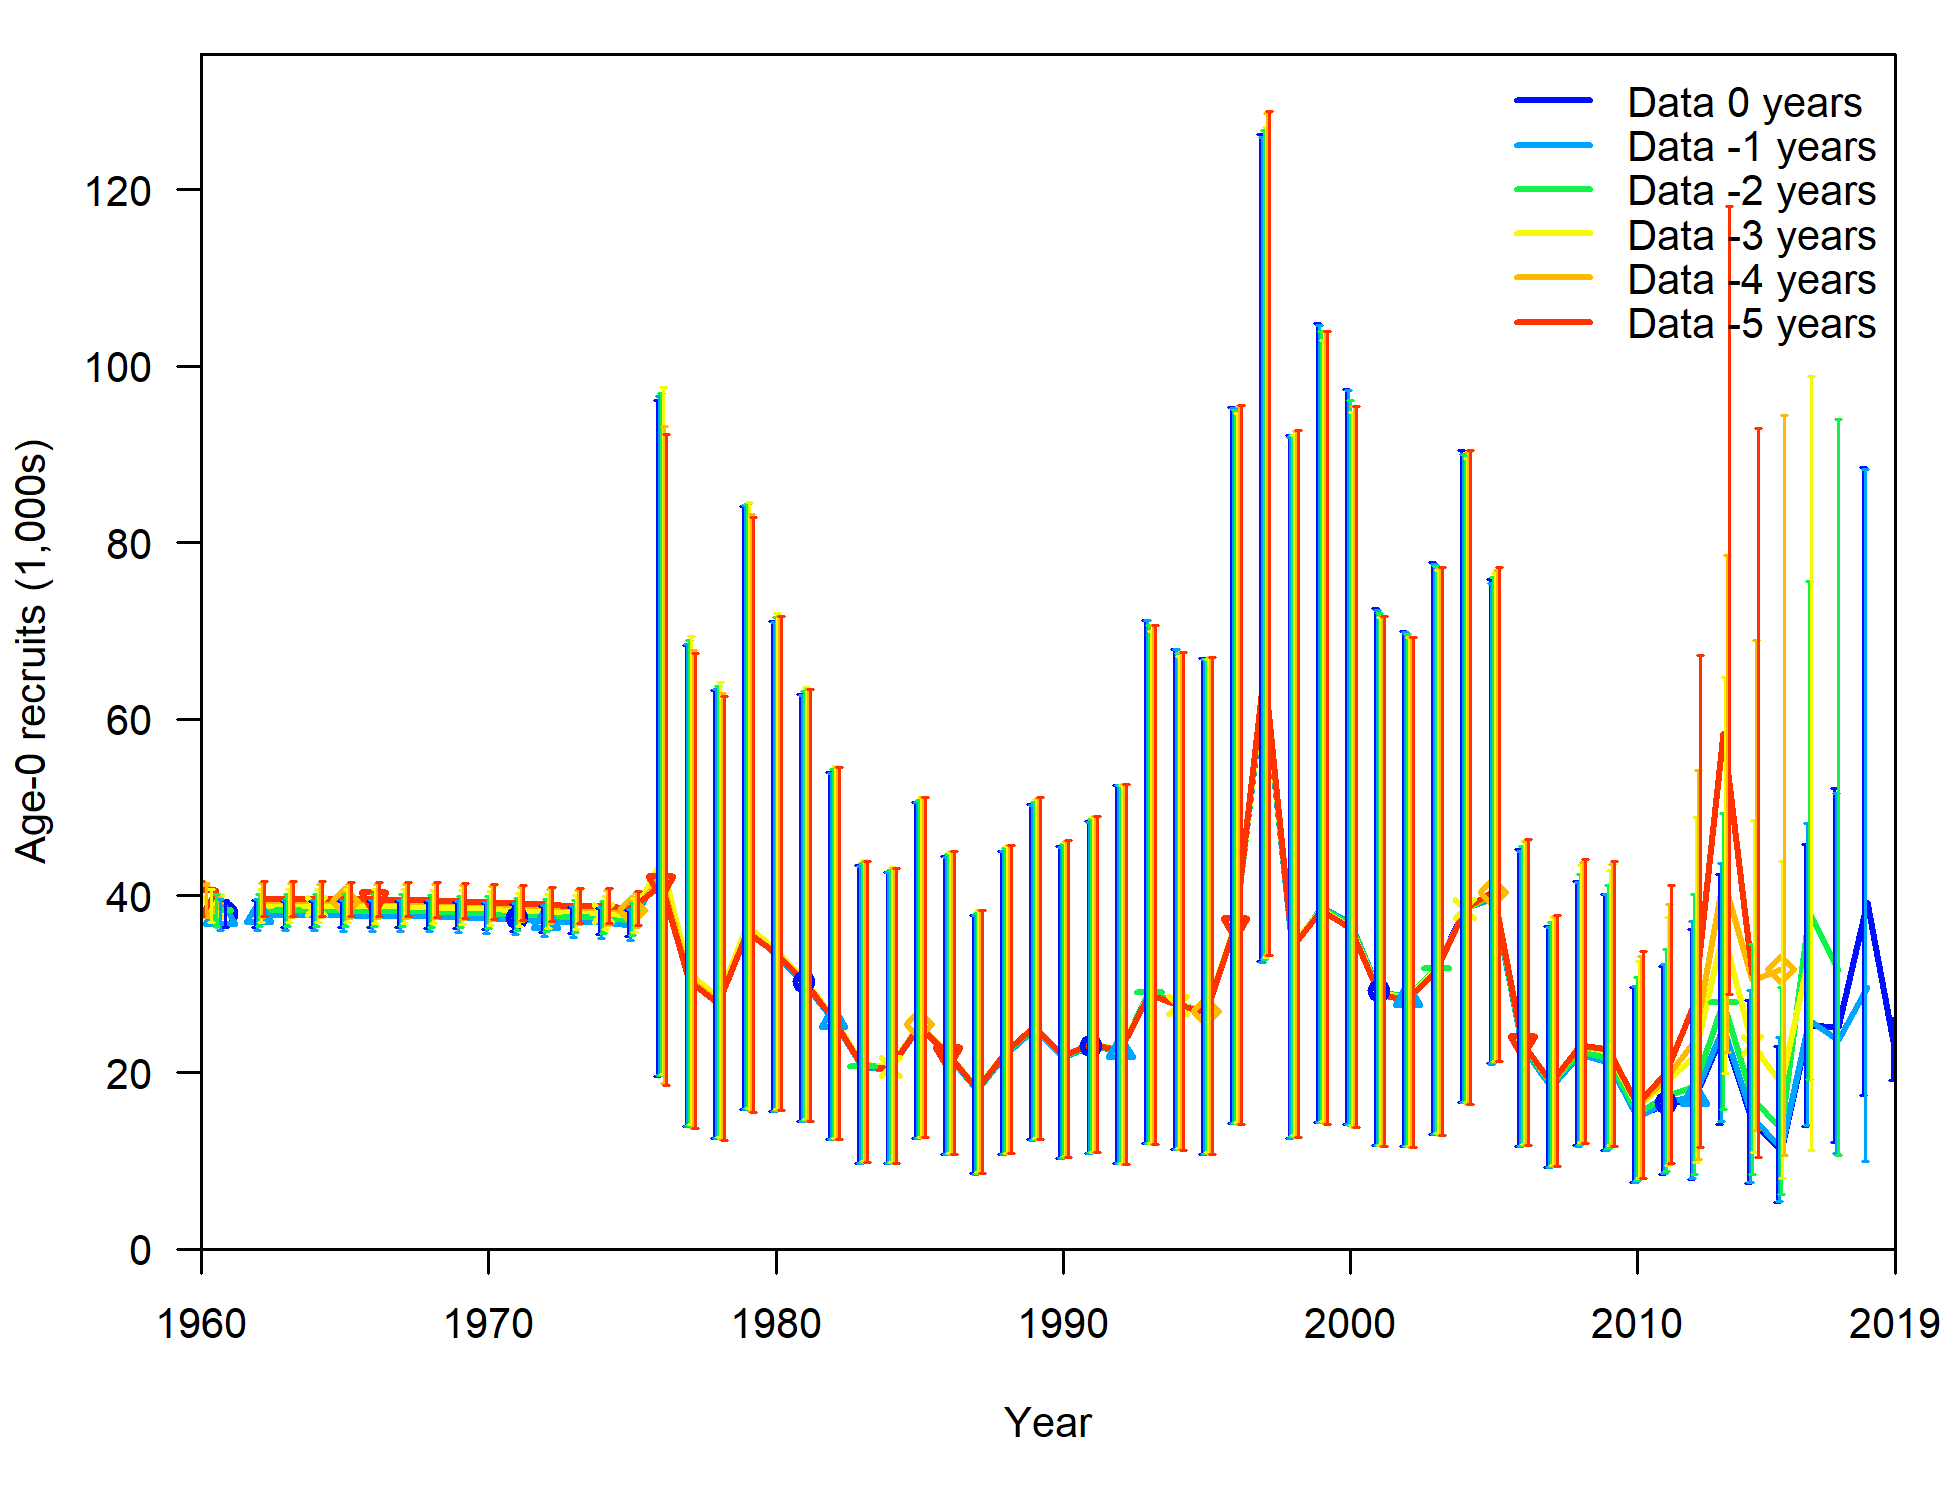 Data 0 years
Data -1 years
Data -2 years
Data -3 years
Data -4 years
Data -5 years
120
100
80
60
40
20
0
Age-0 recruits (1,000s)
1960
1970
1980
1990
2000
2010
2019
Year